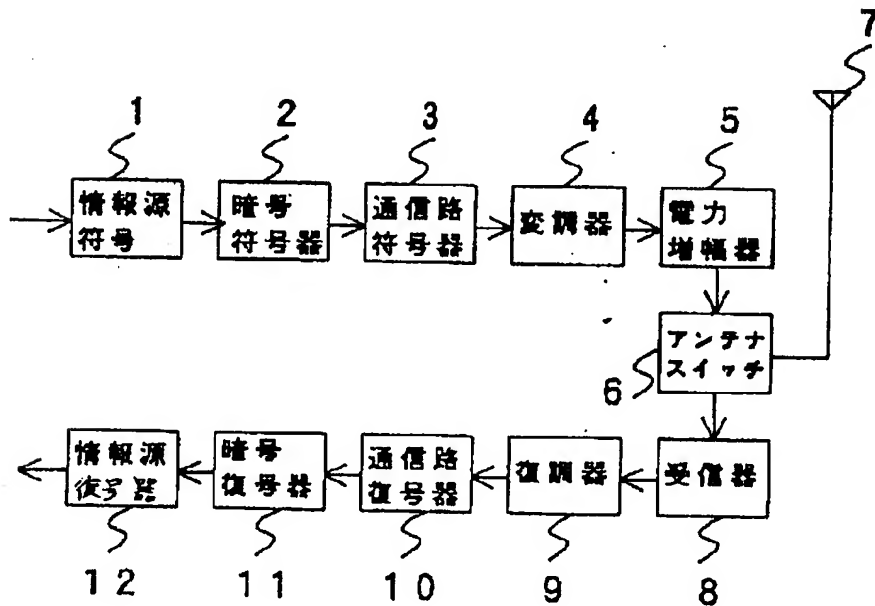 7
1
2
3
4
5
情報源
符号
暗号
符号器
通信路
符号器
変調器
電力
増幅器
アンテナ
スイッチ
6
情報源
復号器
暗号
復号器
通信路
復号器
復調器
受信器
12
11
10
9
8